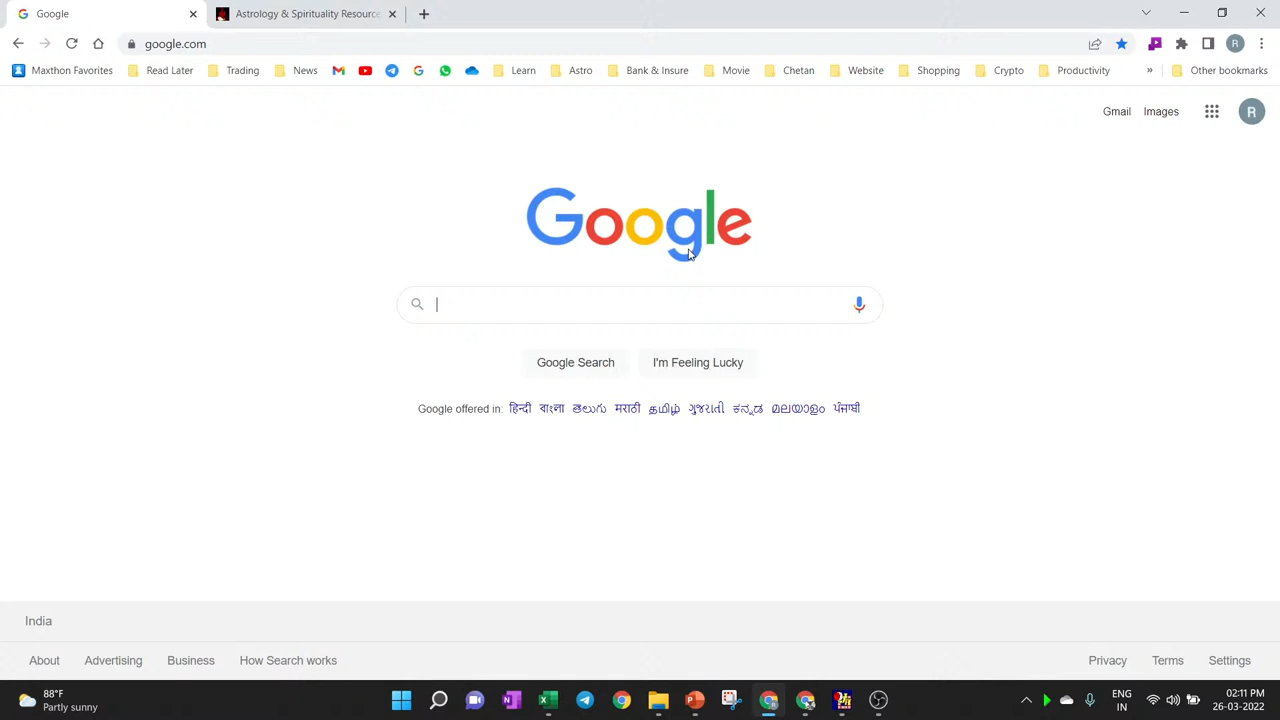 Google
Astrology & Spirituality Resource
google.com
Maxthon Favorites Read Later Trading News Learn Astro Bank & Insure Movie Chetan Website Shopping Crypto Productivity » Other bookmarks
Gmail Images R
Google
Google Search I'm Feeling Lucky
Google offered in: हिन्दी বাংলা తెలుగు मराठी தமிழ் ગુજરાતી ಕನ್ನಡ മലയാളം ਪੰਜਾਬੀ
India
About Advertising Business How Search works Privacy Terms Settings
88°F
Partly sunny
ENG
IN
02:11 PM
26-03-2022